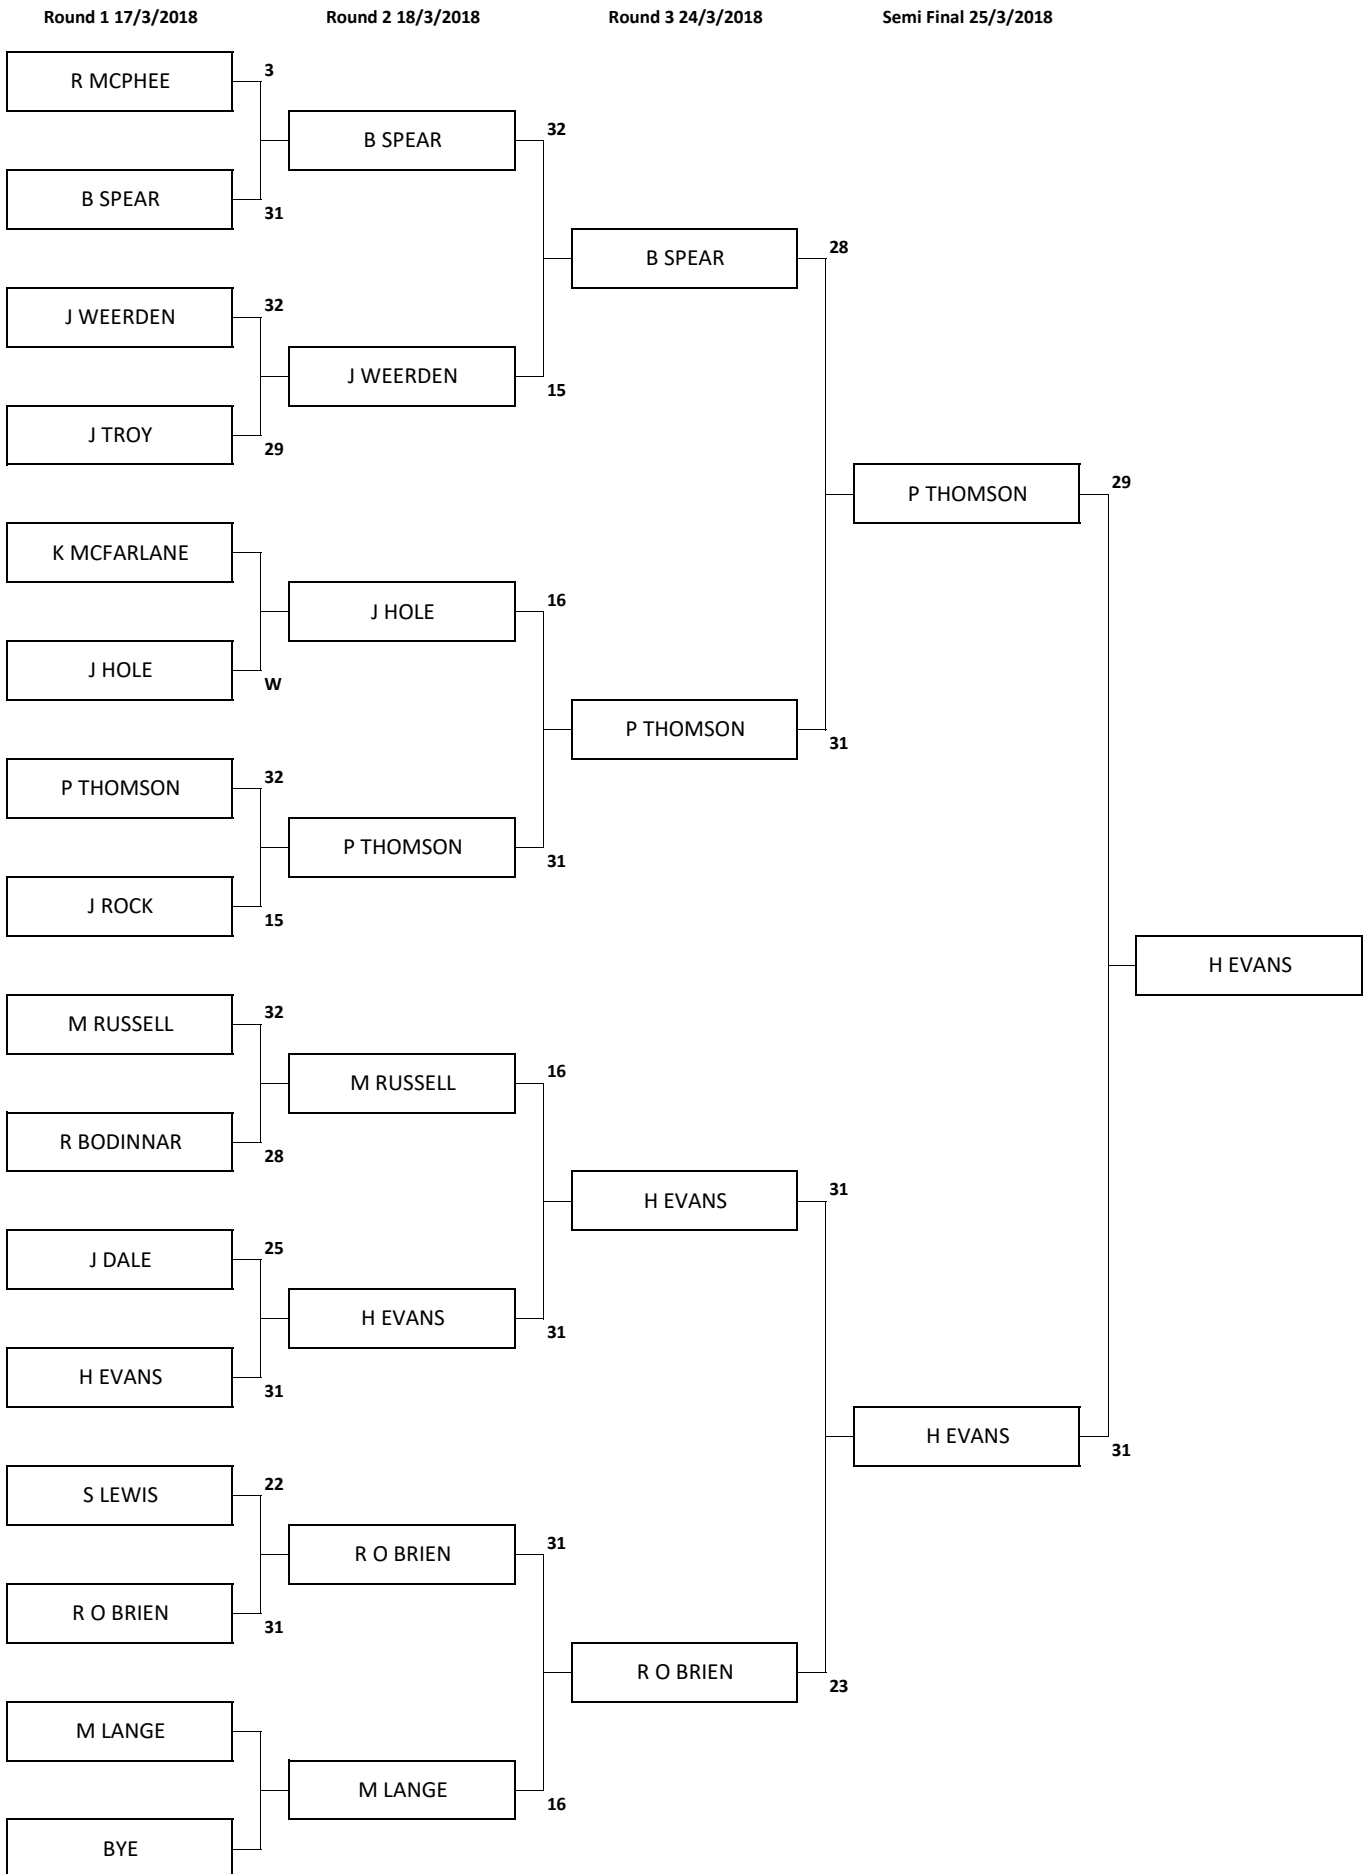 Round 1 17/3/2018 Round 2 18/3/2018 Round 3 24/3/2018 Semi Final 25/3/2018
3
R MCPHEE
32
B SPEAR
B SPEAR
31
28
B SPEAR
32
J WEERDEN
J WEERDEN
15
J TROY
29
29
P THOMSON
K MCFARLANE
16
J HOLE
J HOLE
W
P THOMSON
31
32
P THOMSON
P THOMSON
31
J ROCK
15
H EVANS
32
M RUSSELL
16
M RUSSELL
R BODINNAR
28
31
H EVANS
25
J DALE
H EVANS
31
H EVANS
31
H EVANS
31
22
S LEWIS
31
R O BRIEN
R O BRIEN
31
R O BRIEN
23
M LANGE
M LANGE
16
BYE